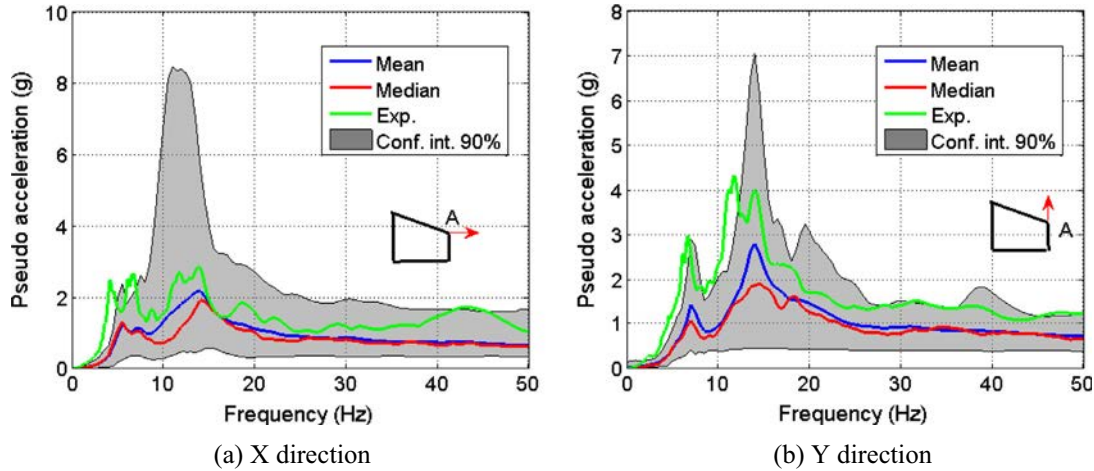 10
8
6
4
2
0
Pseudo acceleration (g)
Mean
Median
Exp.
Conf. int. 90%
A
0 10 20 30 40 50
Frequency (Hz)
(a) X direction
8
7
6
5
4
3
2
1
0
Pseudo acceleration (g)
Mean
Median
Exp.
Conf. int. 90%
A
0 10 20 30 40 50
Frequency (Hz)
(b) Y direction